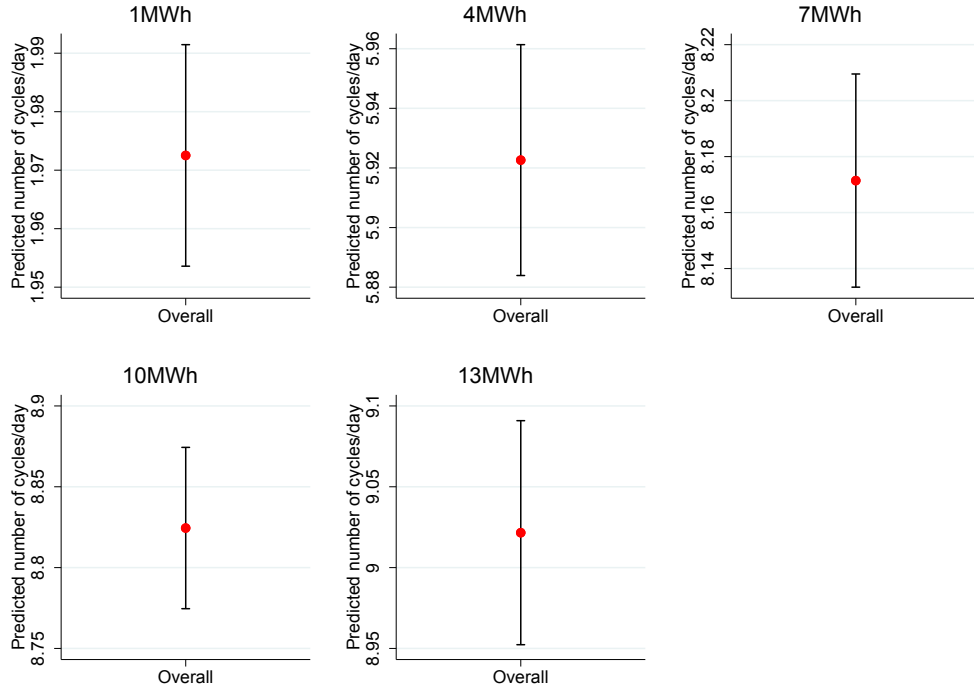 1MWh
Predicted number of cycles/day
1.99
1.98
1.97
1.96
1.95
Overall
4MWh
Predicted number of cycles/day
5.96
5.94
5.92
5.9
5.88
Overall
7MWh
Predicted number of cycles/day
8.22
8.2
8.18
8.16
8.14
Overall
10MWh
Predicted number of cycles/day
8.9
8.85
8.8
8.75
Overall
13MWh
Predicted number of cycles/day
9.1
9.05
9
8.95
Overall